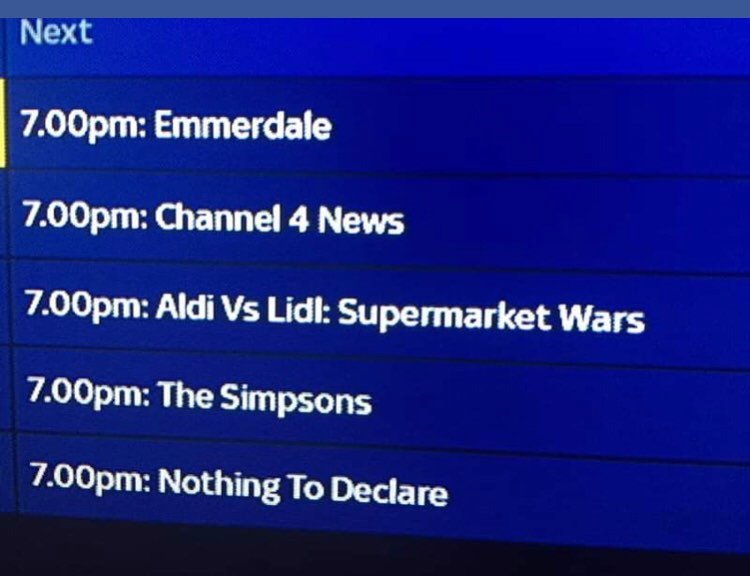 Next
7.00pm: Emmerdale
7.00pm: Channel 4 News
7.00pm: Aldi Vs Lidl: Supermarket Wars
7.00pm: The Simpsons
7.00pm: Nothing To Declare